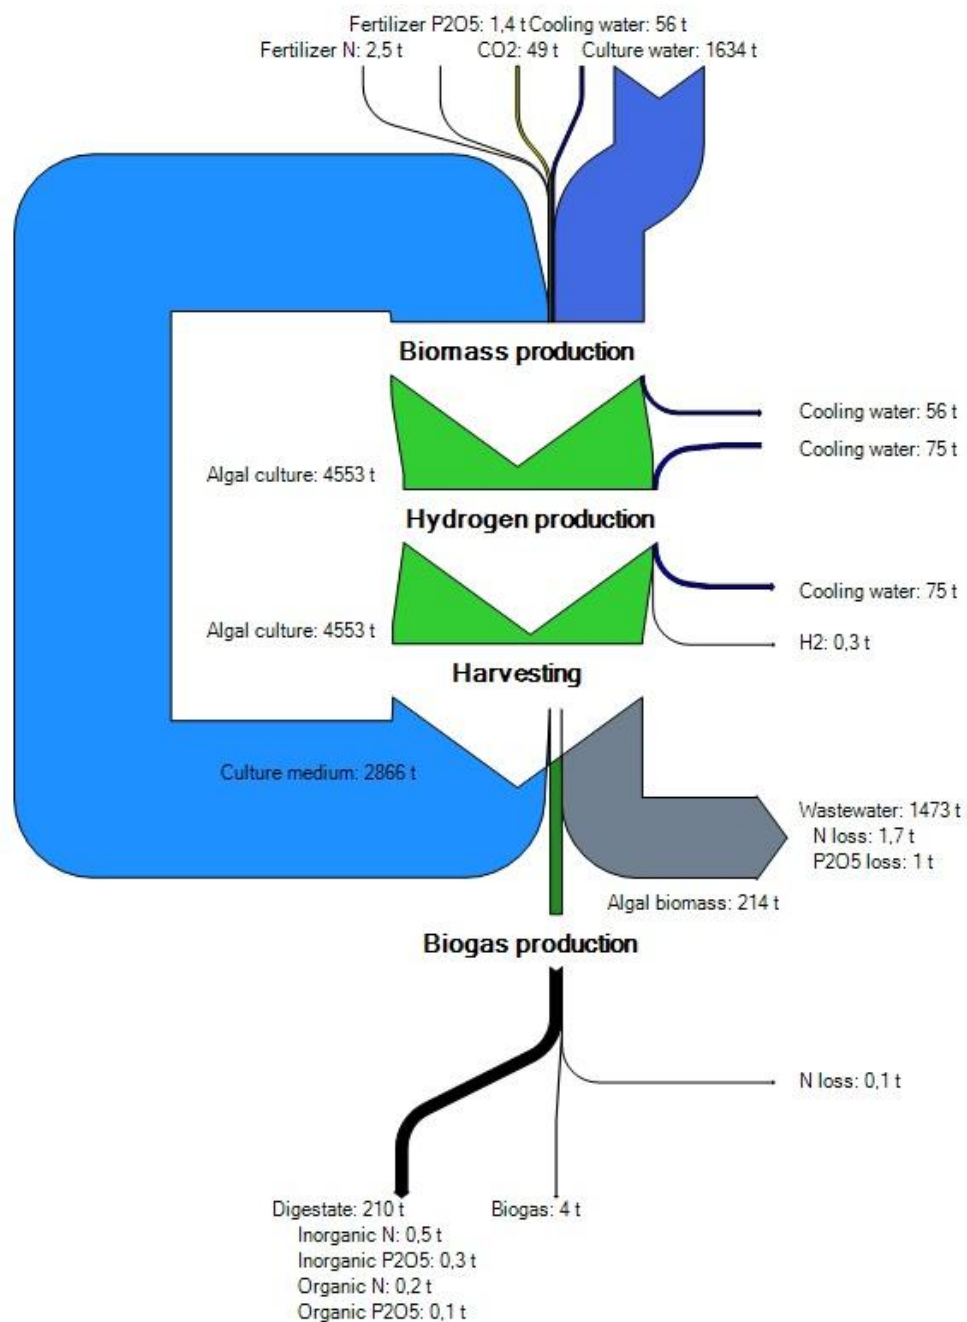 Fertilizer P2O5: 1,4 t Cooling water: 56 t
Fertilizer N: 2,5 t CO2: 49 t Culture water: 1634 t
Biomass production
Cooling water: 56 t
Cooling water: 75 t
Algal culture: 4553 t
Hydrogen production
Cooling water: 75 t
Algal culture: 4553 t
H2: 0,3 t
Harvesting
Culture medium: 2866 t
Wastewater: 1473 t
N loss: 1,7 t
P2O5 loss: 1 t
Algal biomass: 214 t
Biogas production
N loss: 0,1 t
Digestate: 210 t
Biogas: 4 t
Inorganic N: 0,5 t
Inorganic P2O5: 0,3 t
Organic N: 0,2 t
Organic P2O5: 0,1 t